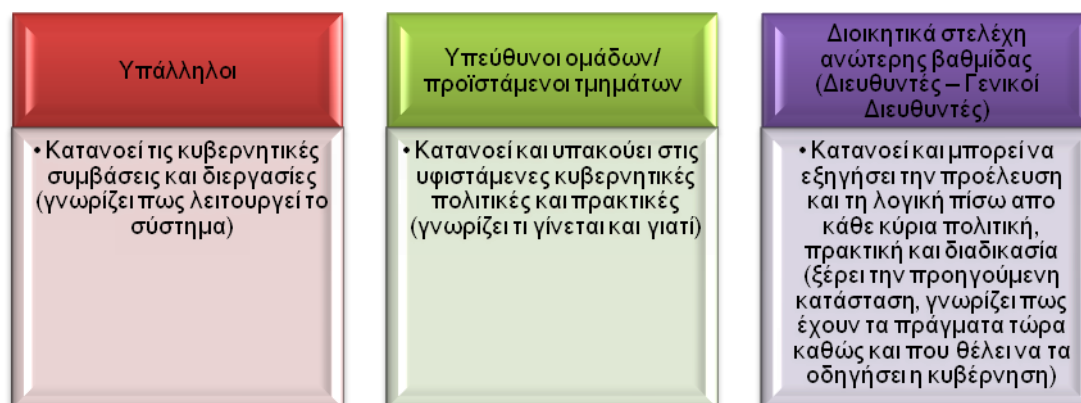 Υπάλληλοι
• Κατανοεί τις κυβερνητικές
συμβάσεις και διεργασίες
(γνωρίζει πως λειτουργεί το
σύστημα)
Υπεύθυνοι ομάδων/
προϊστάμενοι τμημάτων
• Κατανοεί και υπακούει στις
υφιστάμενες κυβερνητικές
πολιτικές και πρακτικές
(γνωρίζει τι γίνεται και γιατί)
Διοικητικά στελέχη
ανώτερης βαθμίδας
(Διευθυντές – Γενικοί
Διευθυντές)
• Κατανοεί και μπορεί να
εξηγήσει την προέλευση
και τη λογική πίσω απο
κάθε κύρια πολιτική,
πρακτική και διαδικασία
(ξέρει την προηγούμενη
κατάσταση, γνωρίζει πως
έχουν τα πράγματα τώρα
καθώς και που θέλει να τα
οδηγήσει η κυβέρνηση)